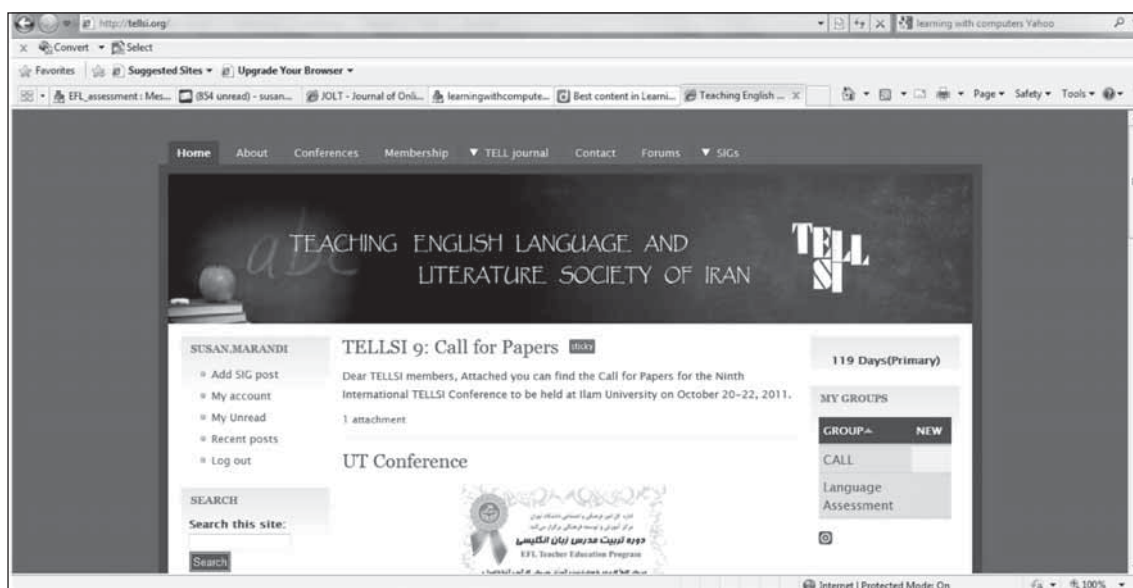 http://tellsi.org/
learning with computers Yahoo
x Convert Select
Favorites Suggested Sites Upgrade Your Browser
EFL_assessment : Mes... (854 unread) - susan... JOLT - Journal of Onli... learningwithcompute... Best content in Learni... Teaching English ... x Page Safety Tools
Home About Conferences Membership ▼ TELL journal Contact Forums ▼ SIGs
abc
TEACHING ENGLISH LANGUAGE AND
LITERATURE SOCIETY OF IRAN
TELL
SI
SUSAN.MARANDI
Add SIG post
My account
My Unread
Recent posts
Log out
SEARCH
Search this site:
Search
TELLSI 9: Call for Papers sticky
Dear TELLSI members, Attached you can find the Call for Papers for the Ninth
International TELLSI Conference to be held at Ilam University on October 20-22, 2011.
1 attachment
UT Conference
دوره تربیت مدرس زبان انگلیسی
EFL Teacher Education Program
119 Days(Primary)
MY GROUPS
GROUP NEW
CALL
Language
Assessment
Internet | Protected Mode: On 100%